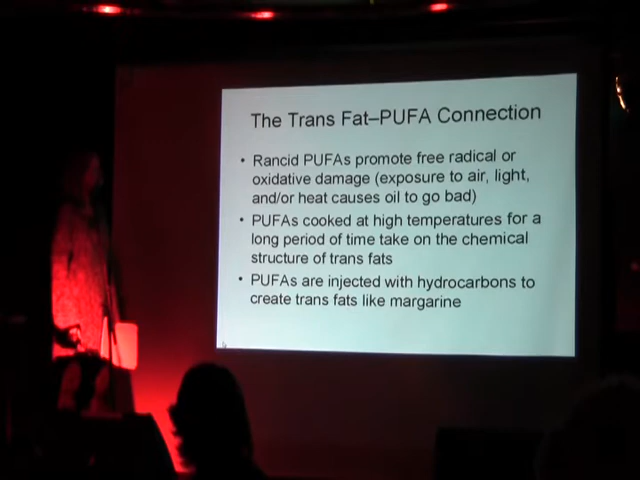 The Trans Fat–PUFA Connection
• Rancid PUFAs promote free radical or
oxidative damage (exposure to air, light,
and/or heat causes oil to go bad)
• PUFAs cooked at high temperatures for a
long period of time take on the chemical
structure of trans fats
• PUFAs are injected with hydrocarbons to
create trans fats like margarine